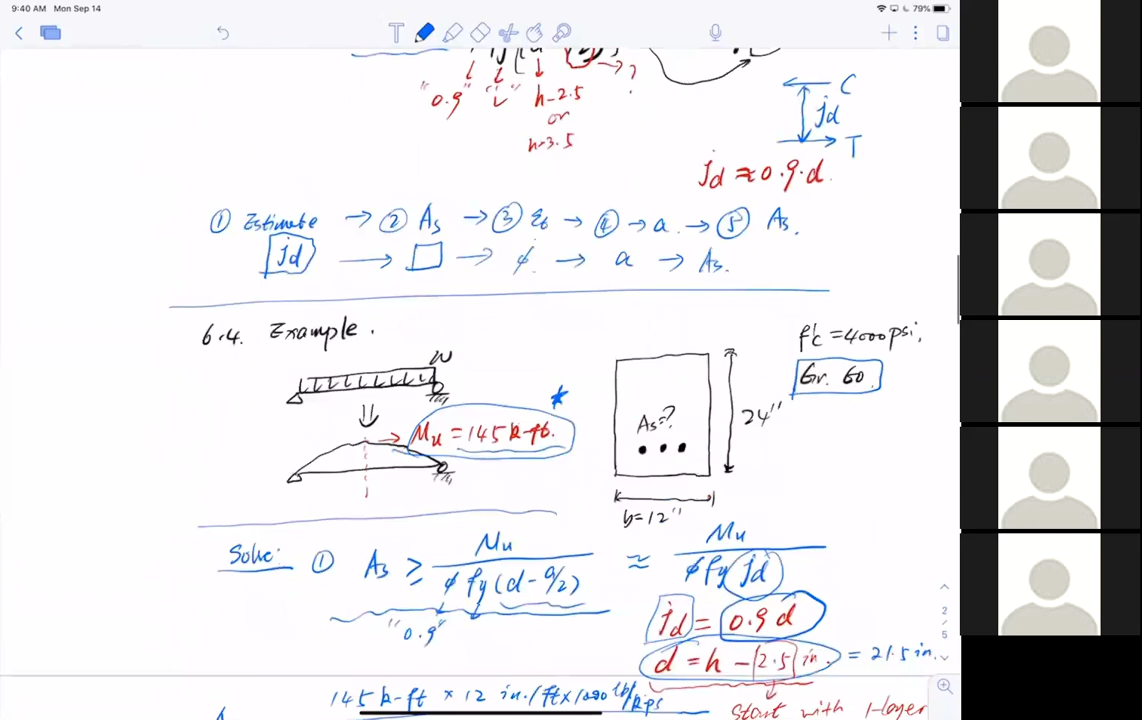 9:40 AM Mon Sep 14
79%
T
"0.9" "✓" h-2.5
?
or
h-3.5
C
jd
T
jd ≈ 0.9.d.
① Estimate → ② As → ③ εt → ④ → a → ⑤ As.
jd → □ → φ. → a → As.
6.4. Example.
w
f'c = 4000 psi,
Gr. 60.
Mu = 145 k-ft.
As=?
24"
b=12"
Solve: ① As ≥ Mu / φ fy (d - a/2) ≈ Mu / φ fy jd
"0.9"
jd = 0.9 d
d = h - 2.5 in. = 21.5 in.
2
/
5
145 k-ft × 12 in./ft × 1000 lb/kips
start with 1-layer